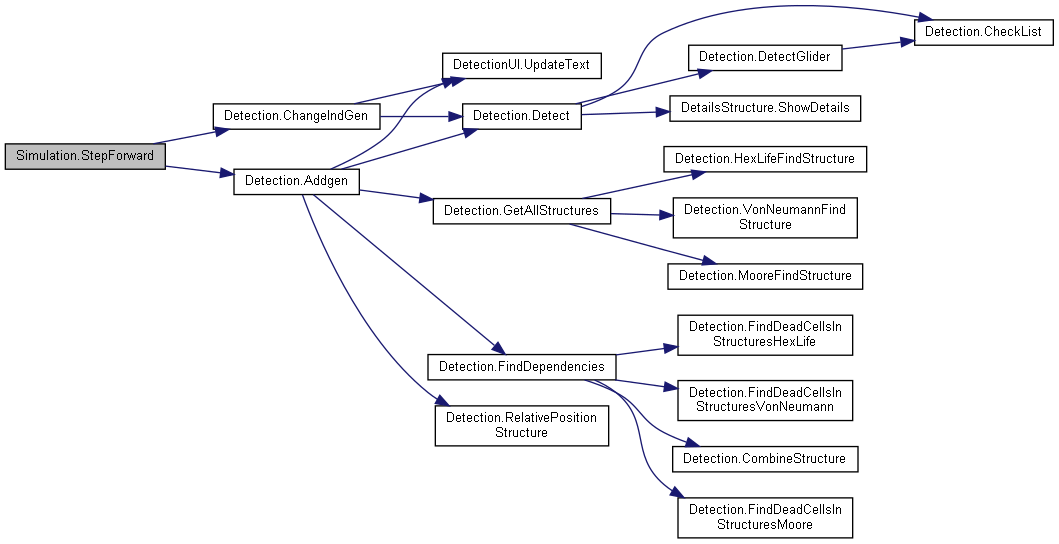 Detection.CheckList
Detection.DetectGlider
DetectionUI.UpdateText
DetailsStructure.ShowDetails
Detection.ChangeIndGen
Detection.Detect
Simulation.StepForward
Detection.HexLifeFindStructure
Detection.Addgen
Detection.GetAllStructures
Detection.VonNeumannFind
Structure
Detection.MooreFindStructure
Detection.FindDeadCellsIn
StructuresHexLife
Detection.FindDependencies
Detection.FindDeadCellsIn
StructuresVonNeumann
Detection.RelativePosition
Structure
Detection.CombineStructure
Detection.FindDeadCellsIn
StructuresMoore